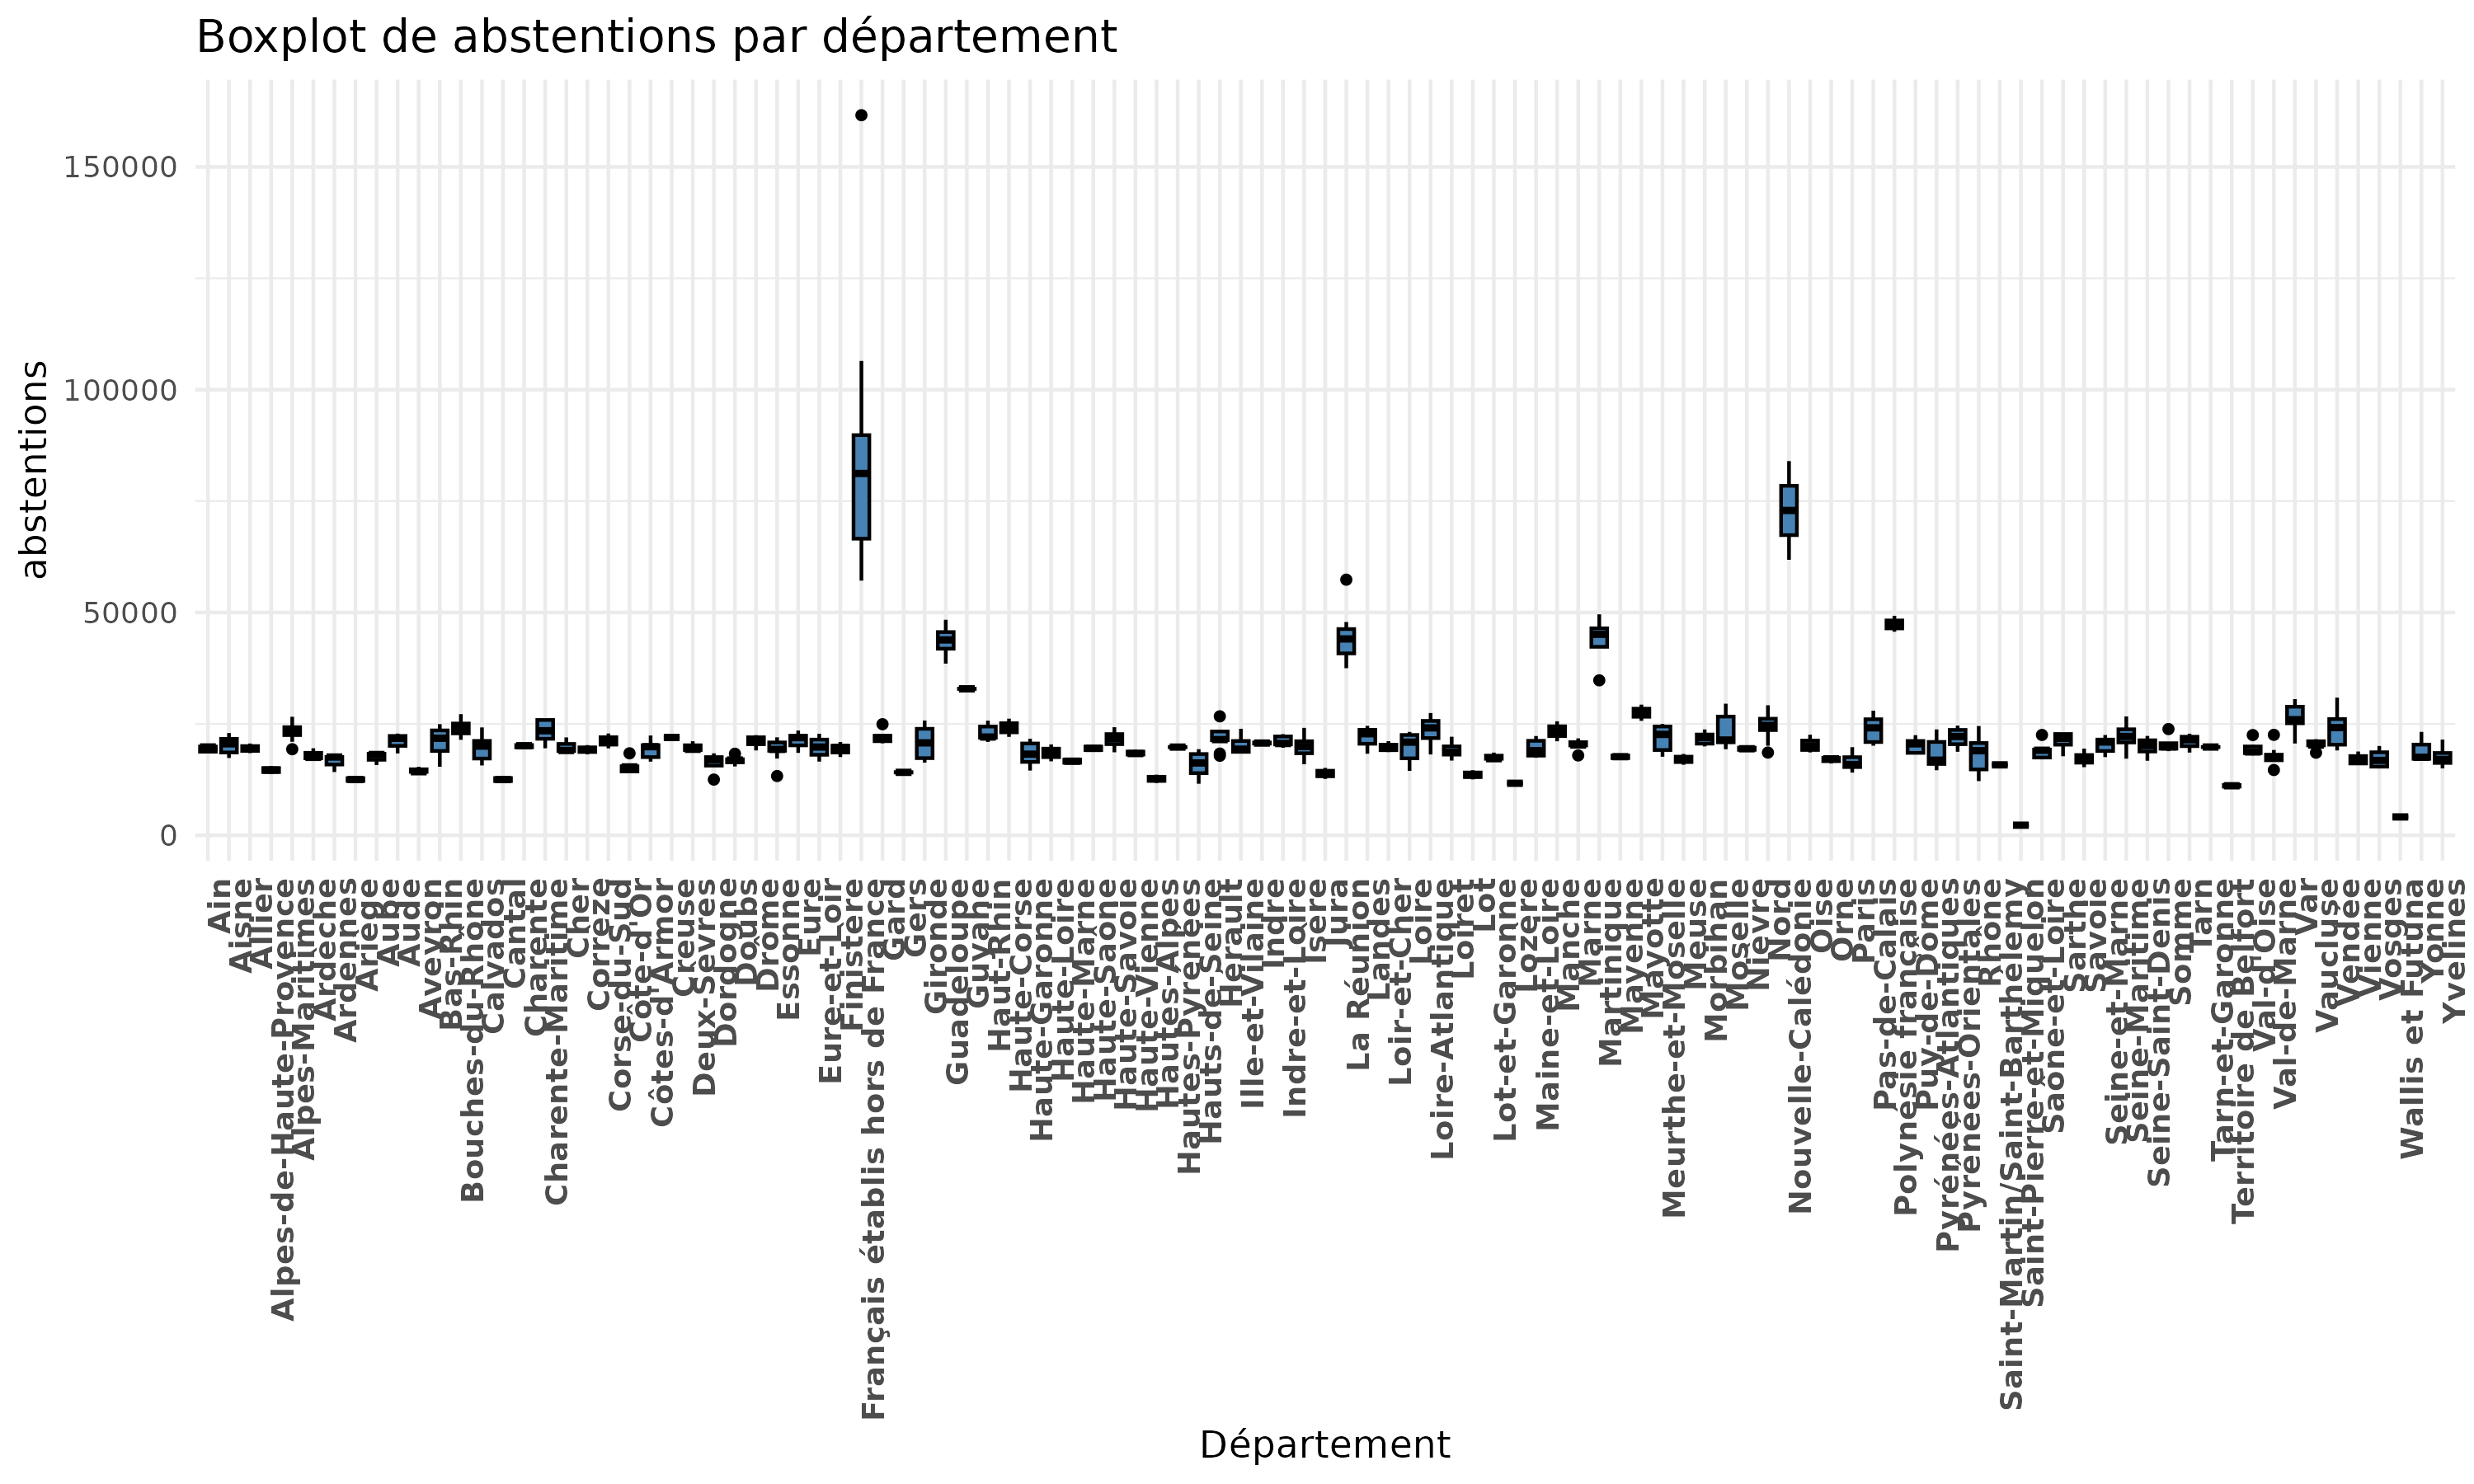 Boxplot de abstentions par département
abstentions
150000
100000
50000
0
Ain
Aisne
Allier
Alpes-de-Haute-Provence
Alpes-Maritimes
Ardèche
Ardennes
Ariège
Aube
Aude
Aveyron
Bas-Rhin
Bouches-du-Rhône
Calvados
Cantal
Charente
Charente-Maritime
Cher
Corrèze
Corse-du-Sud
Côte-d'Or
Côtes-d'Armor
Creuse
Deux-Sèvres
Dordogne
Doubs
Drôme
Essonne
Eure
Eure-et-Loir
Finistère
Français établis hors de France
Gard
Gers
Gironde
Guadeloupe
Guyane
Haut-Rhin
Haute-Corse
Haute-Garonne
Haute-Loire
Haute-Marne
Haute-Saône
Haute-Savoie
Haute-Vienne
Hautes-Alpes
Hautes-Pyrénées
Hauts-de-Seine
Hérault
Ille-et-Vilaine
Indre
Indre-et-Loire
Isère
Jura
La Réunion
Landes
Loir-et-Cher
Loire
Loire-Atlantique
Loiret
Lot
Lot-et-Garonne
Lozère
Maine-et-Loire
Manche
Marne
Martinique
Mayenne
Mayotte
Meurthe-et-Moselle
Meuse
Morbihan
Moselle
Nièvre
Nord
Nouvelle-Calédonie
Oise
Orne
Paris
Pas-de-Calais
Polynésie française
Puy-de-Dôme
Pyrénées-Atlantiques
Pyrénées-Orientales
Rhône
Saint-Martin/Saint-Barthélemy
Saint-Pierre-et-Miquelon
Saône-et-Loire
Sarthe
Savoie
Seine-et-Marne
Seine-Maritime
Seine-Saint-Denis
Somme
Tarn
Tarn-et-Garonne
Territoire de Belfort
Val-d'Oise
Val-de-Marne
Var
Vaucluse
Vendée
Vienne
Vosges
Wallis et Futuna
Yonne
Yvelines
Département